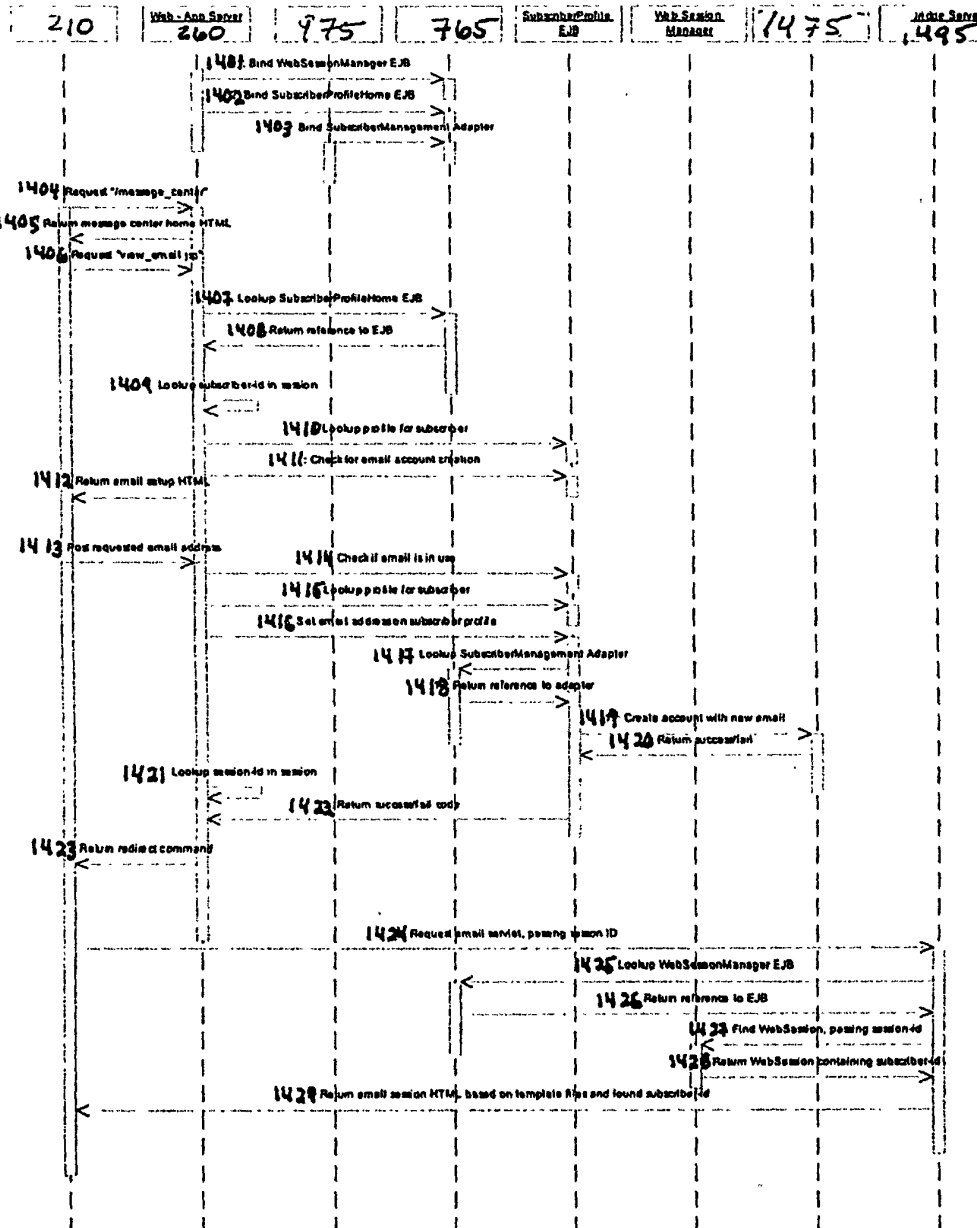 210
Web - App Server
260
975
765
SubscriberProfile
EJB
Web Session
Manager
1475
Serve
1495
1401: Bind WebSessionManager EJB
1402 Bind SubscriberProfileHome EJB
1403 Bind SubscriberManagement Adapter
1404 Request "/message_center"
1405 Return message center home HTML
1406 Request "view_email.jsp"
1407 Lookup SubscriberProfileHome EJB
1408 Return reference to EJB
1409 Lookup subscriber-id in session
1410 Lookup profile for subscriber
1411: Check for email account creation
1412 Return email setup HTML
1413 Post requested email address
1414 Check if email is in use
1415 Lookup profile for subscriber
1416 Set email address on subscriber profile
1417 Lookup SubscriberManagement Adapter
1418 Return reference to adapter
1419 Create account with new email
1420 Return success/fail
1421 Lookup session-id in session
1422 Return success/fail code
1423 Return redirect command
1424 Request email servlet, passing session ID
1425 Lookup WebSessionManager EJB
1426 Return reference to EJB
1427 Find WebSession, passing session-id
1428 Return WebSession containing subscriber-id
1429 Return email session HTML based on template files and found subscriber-id